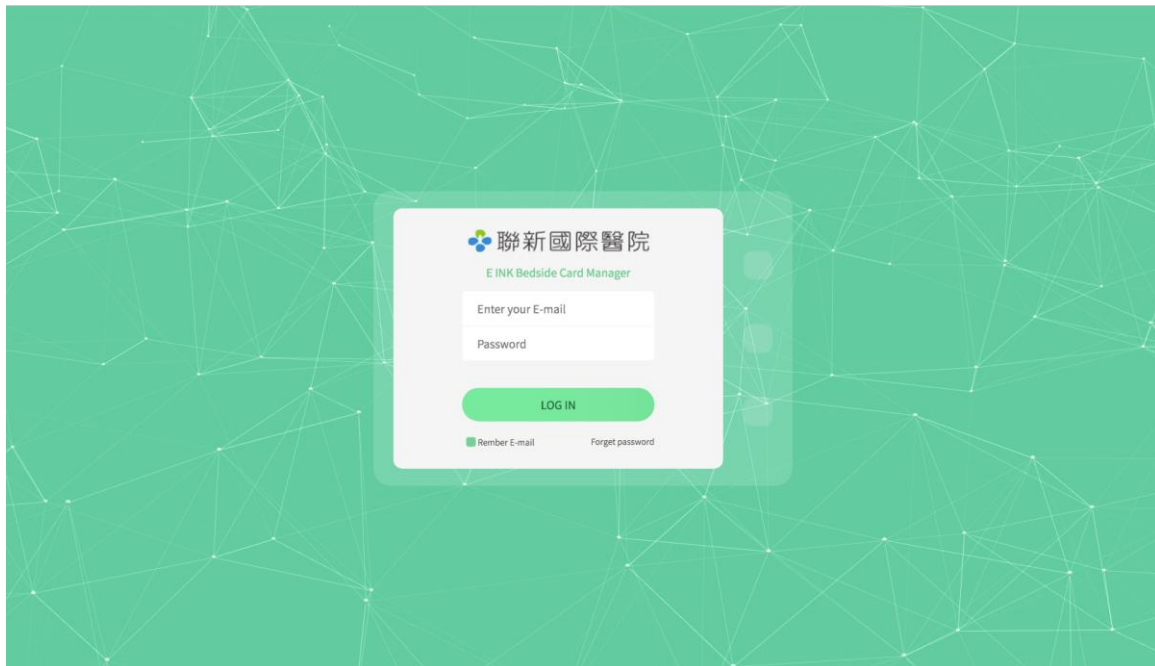 聯新國際醫院
E INK Bedside Card Manager
Enter your E-mail
Password
LOG IN
Rember E-mail
Forget password